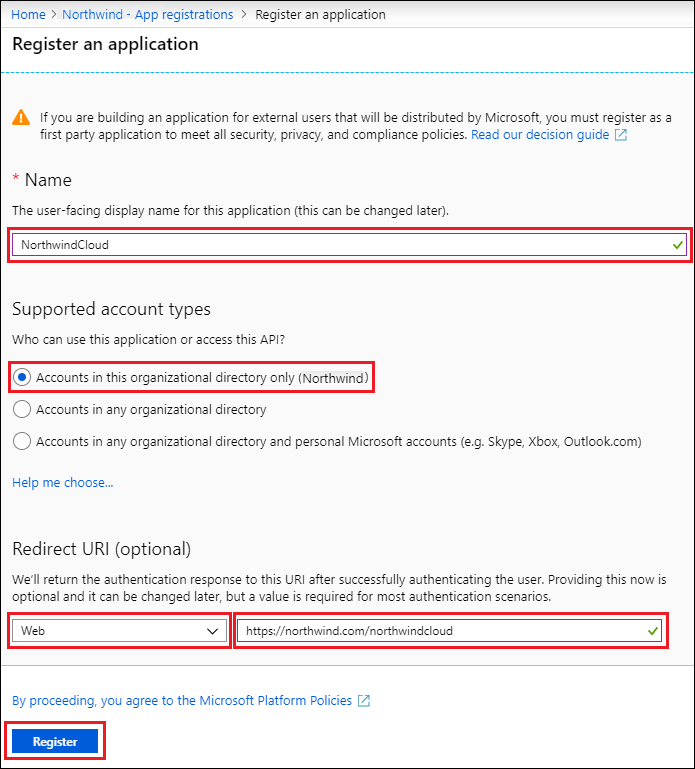 Home > Northwind - App registrations > Register an application
Register an application
If you are building an application for external users that will be distributed by Microsoft, you must register as a
first party application to meet all security, privacy, and compliance policies. Read our decision guide
* Name
The user-facing display name for this application (this can be changed later).
NorthwindCloud
Supported account types
Who can use this application or access this API?
Accounts in this organizational directory only (Northwind)
Accounts in any organizational directory
Accounts in any organizational directory and personal Microsoft accounts (e.g. Skype, Xbox, Outlook.com)
Help me choose...
Redirect URI (optional)
We'll return the authentication response to this URI after successfully authenticating the user. Providing this now is
optional and it can be changed later, but a value is required for most authentication scenarios.
Web https://northwind.com/northwindcloud
By proceeding, you agree to the Microsoft Platform Policies
Register